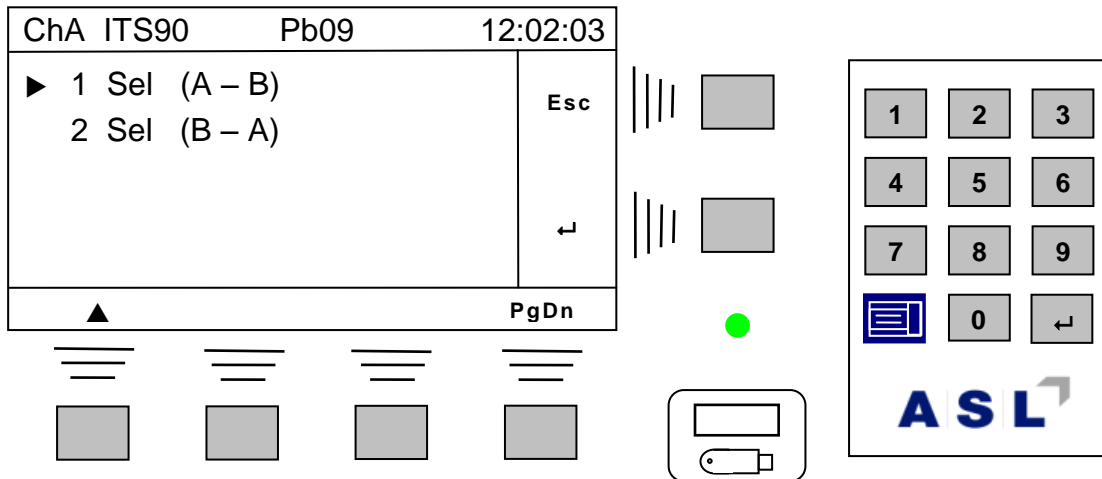 ChA ITS90 Pb09 12:02:03
▶ 1 Sel (A – B)
2 Sel (B – A)
Esc
↵
▲ PgDn
1 2 3
4 5 6
7 8 9
0 ↵
ASL